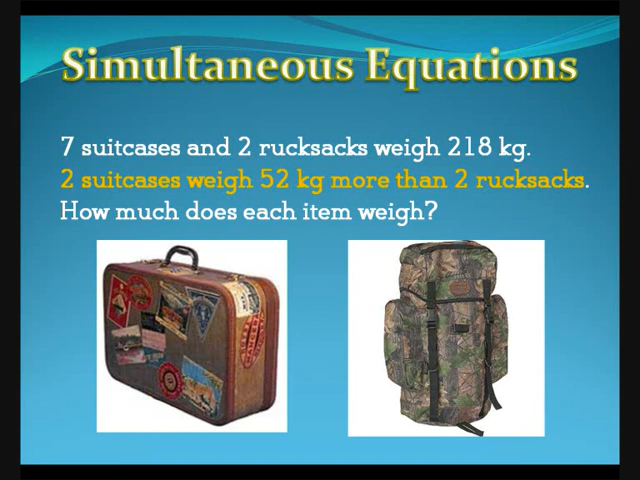 Simultaneous Equations
7 suitcases and 2 rucksacks weigh 218 kg.
2 suitcases weigh 52 kg more than 2 rucksacks.
How much does each item weigh?